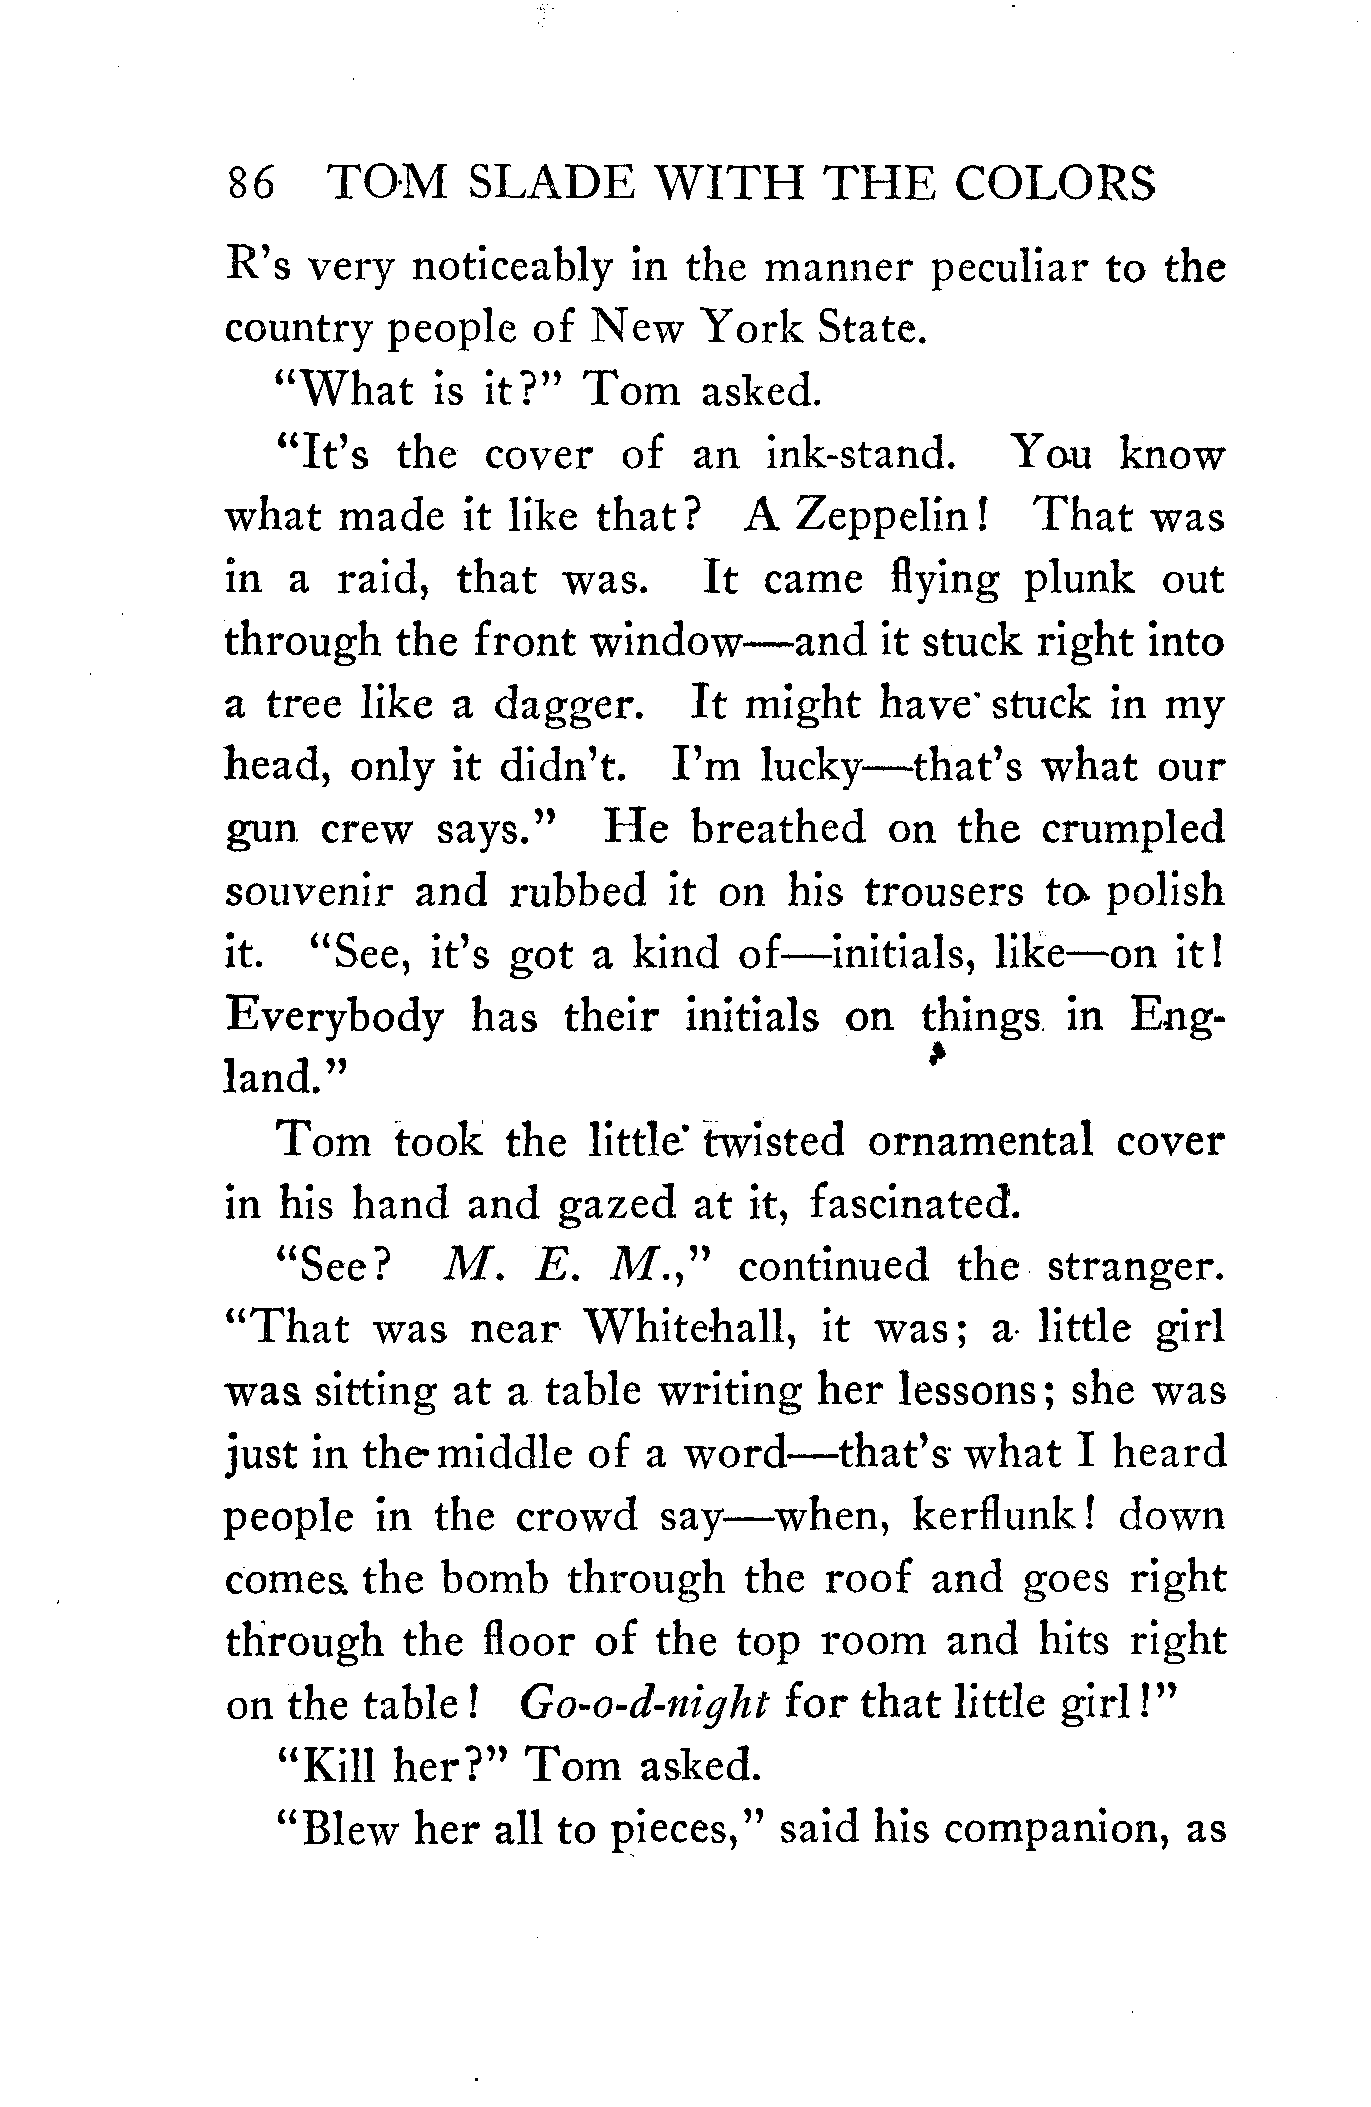 86 TOM SLADE WITH THE COLORS
R's very noticeably in the manner peculiar to the
country people of New York State.
"What is it?" Tom asked.
"It's the cover of an ink-stand. You know
what made it like that? A Zeppelin! That was
in a raid, that was. It came flying plunk out
through the front window—and it stuck right into
a tree like a dagger. It might have stuck in my
head, only it didn't. I'm lucky—that's what our
gun crew says." He breathed on the crumpled
souvenir and rubbed it on his trousers to polish
it. "See, it's got a kind of—initials, like—on it!
Everybody has their initials on things in Eng-
land."
Tom took the little twisted ornamental cover
in his hand and gazed at it, fascinated.
"See? M. E. M.," continued the stranger.
"That was near Whitehall, it was; a little girl
was sitting at a table writing her lessons; she was
just in the middle of a word—that's what I heard
people in the crowd say—when, kerflunk! down
comes the bomb through the roof and goes right
through the floor of the top room and hits right
on the table! Go-o-d-night for that little girl!"
"Kill her?" Tom asked.
"Blew her all to pieces," said his companion, as